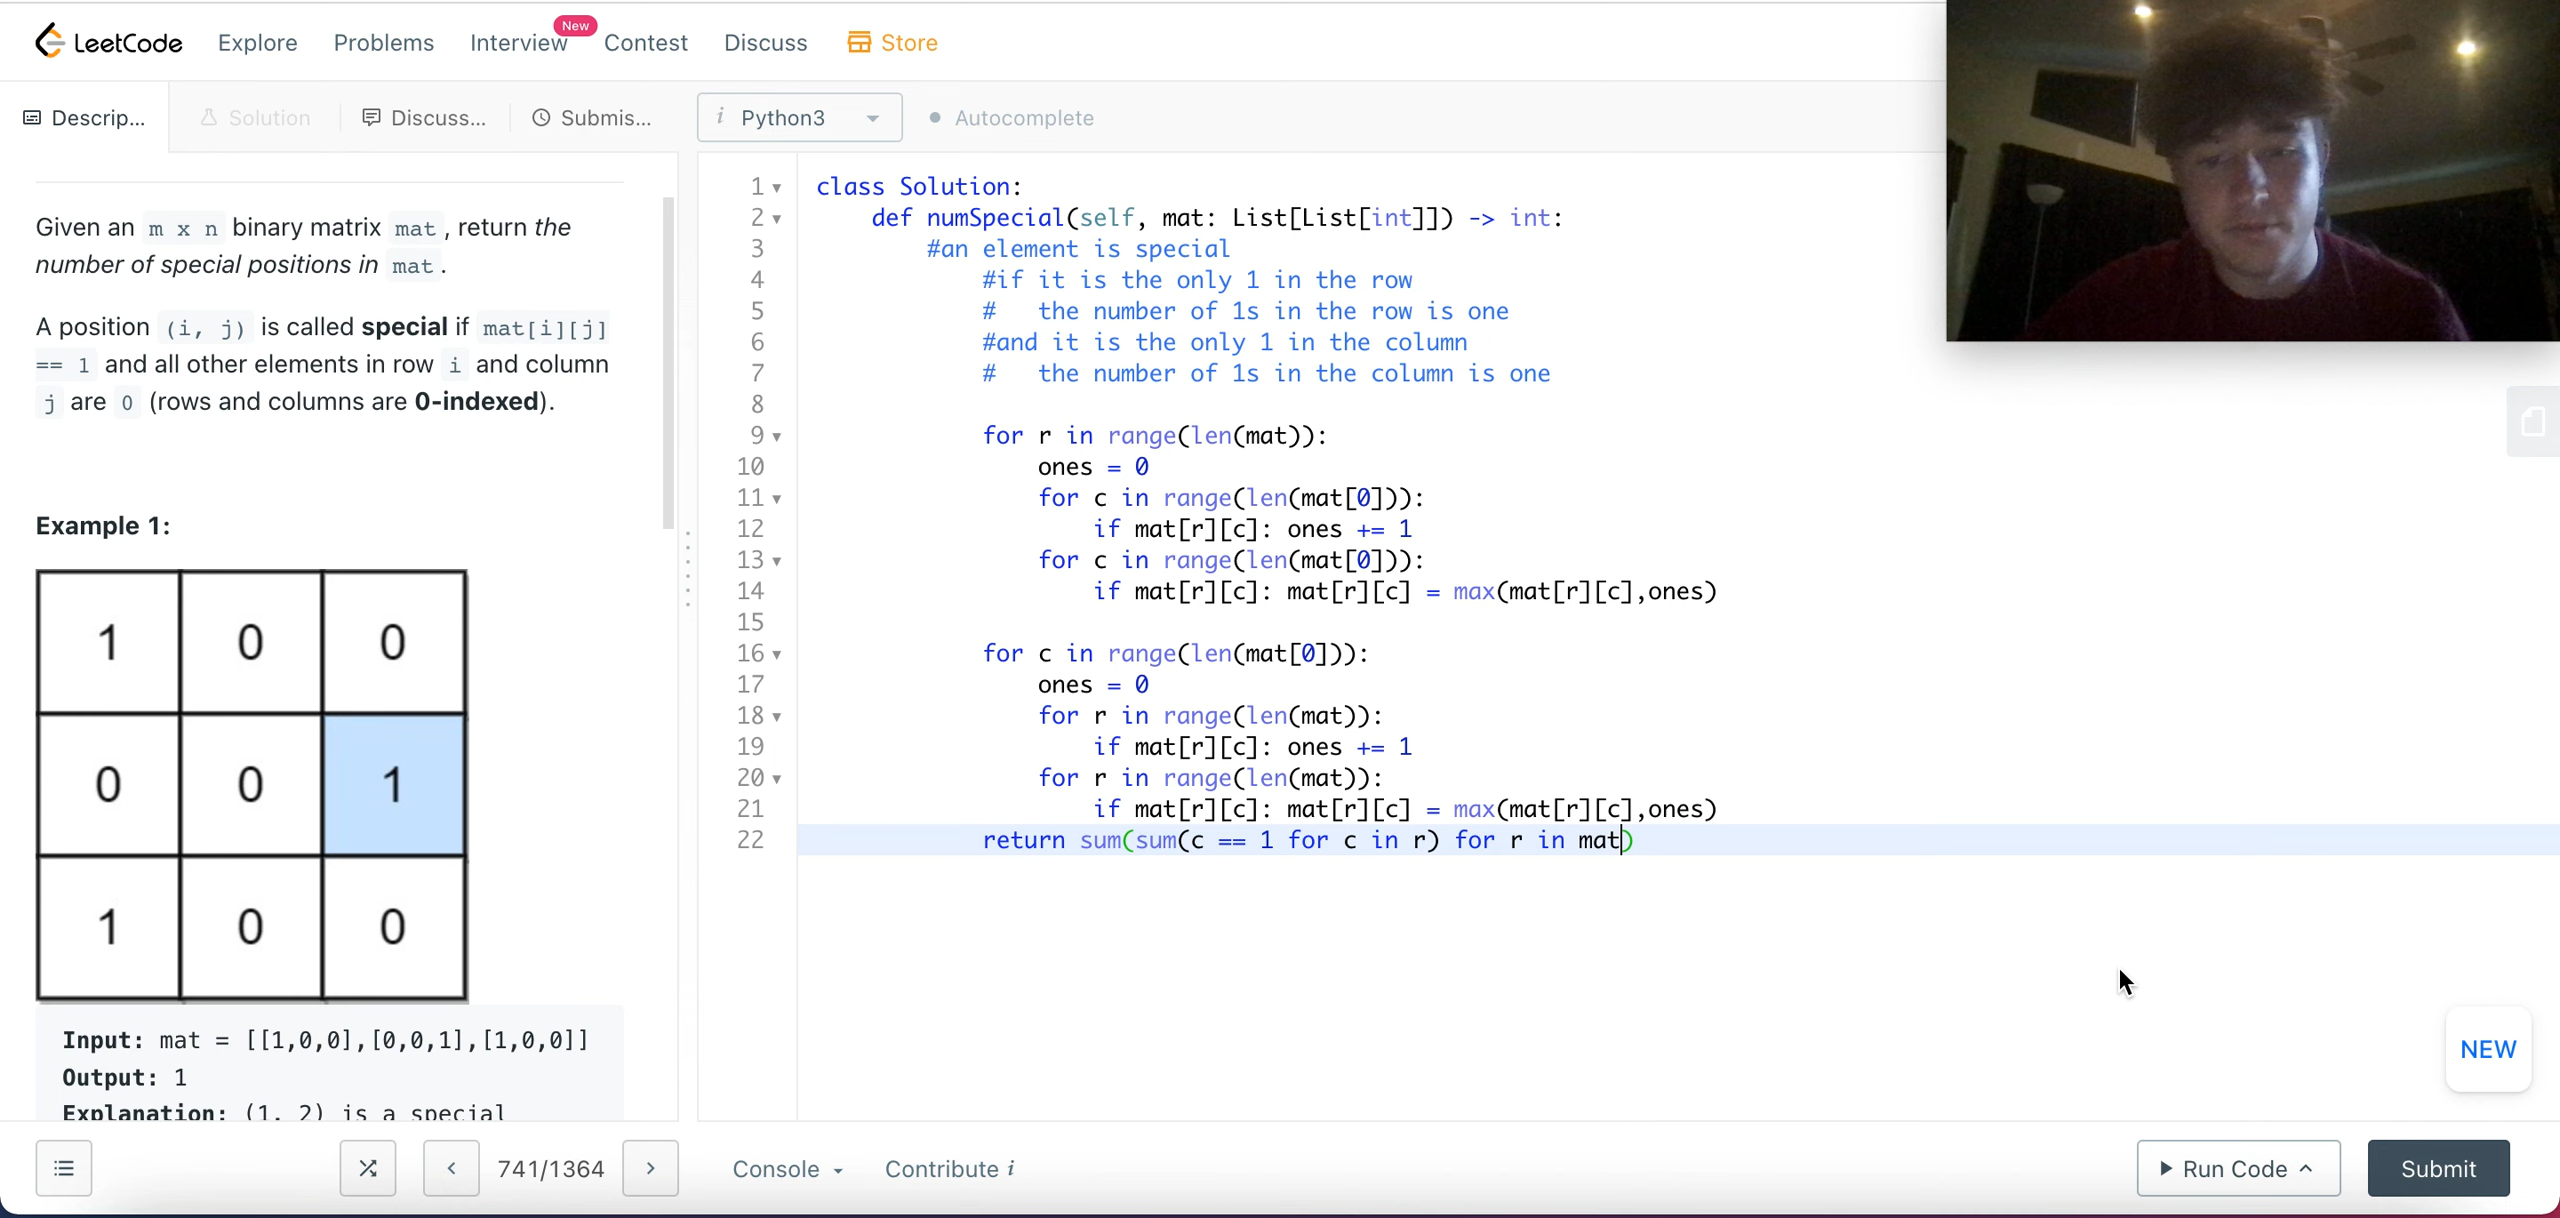 LeetCode Explore Problems Interview New Contest Discuss Store
Descrip... Solution Discuss... Submis...
i Python3 Autocomplete
Given an m x n binary matrix mat , return the
number of special positions in mat .
A position (i, j) is called special if mat[i][j]
== 1 and all other elements in row i and column
j are 0 (rows and columns are 0-indexed).
Example 1:
1 0 0
0 0 1
1 0 0
Input: mat = [[1,0,0],[0,0,1],[1,0,0]]
Output: 1
Explanation: (1, 2) is a special
1 class Solution:
2 def numSpecial(self, mat: List[List[int]]) -> int:
3 #an element is special
4 #if it is the only 1 in the row
5 # the number of 1s in the row is one
6 #and it is the only 1 in the column
7 # the number of 1s in the column is one
8
9 for r in range(len(mat)):
10 ones = 0
11 for c in range(len(mat[0])):
12 if mat[r][c]: ones += 1
13 for c in range(len(mat[0])):
14 if mat[r][c]: mat[r][c] = max(mat[r][c],ones)
15
16 for c in range(len(mat[0])):
17 ones = 0
18 for r in range(len(mat)):
19 if mat[r][c]: ones += 1
20 for r in range(len(mat)):
21 if mat[r][c]: mat[r][c] = max(mat[r][c],ones)
22 return sum(sum(c == 1 for c in r) for r in mat)
NEW
741/1364
Console Contribute i
Run Code Submit